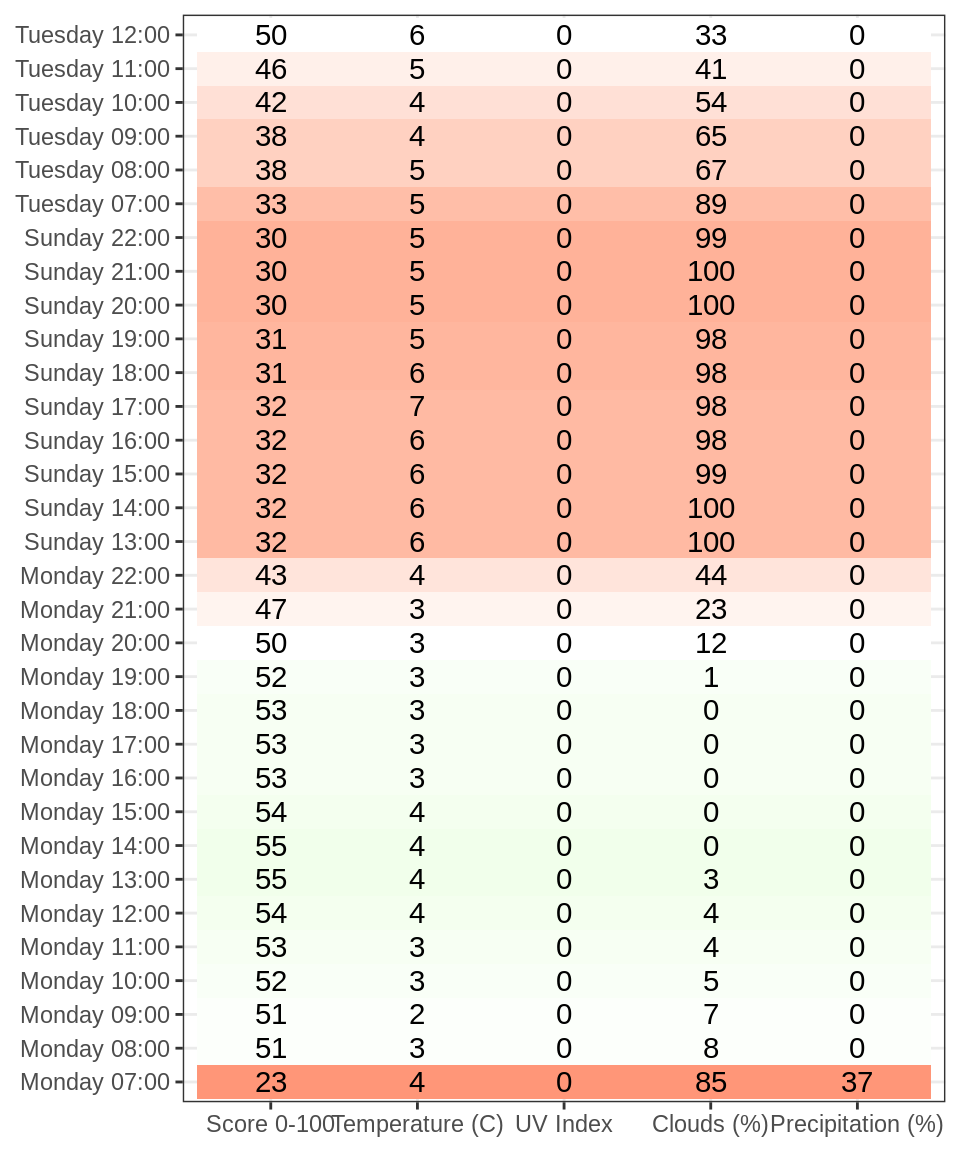 Tuesday 12:00 50 6 0 33 0
Tuesday 11:00 46 5 0 41 0
Tuesday 10:00 42 4 0 54 0
Tuesday 09:00 38 4 0 65 0
Tuesday 08:00 38 5 0 67 0
Tuesday 07:00 33 5 0 89 0
Sunday 22:00 30 5 0 99 0
Sunday 21:00 30 5 0 100 0
Sunday 20:00 30 5 0 100 0
Sunday 19:00 31 5 0 98 0
Sunday 18:00 31 6 0 98 0
Sunday 17:00 32 7 0 98 0
Sunday 16:00 32 6 0 98 0
Sunday 15:00 32 6 0 99 0
Sunday 14:00 32 6 0 100 0
Sunday 13:00 32 6 0 100 0
Monday 22:00 43 4 0 44 0
Monday 21:00 47 3 0 23 0
Monday 20:00 50 3 0 12 0
Monday 19:00 52 3 0 1 0
Monday 18:00 53 3 0 0 0
Monday 17:00 53 3 0 0 0
Monday 16:00 53 3 0 0 0
Monday 15:00 54 4 0 0 0
Monday 14:00 55 4 0 0 0
Monday 13:00 55 4 0 3 0
Monday 12:00 54 4 0 4 0
Monday 11:00 53 3 0 4 0
Monday 10:00 52 3 0 5 0
Monday 09:00 51 2 0 7 0
Monday 08:00 51 3 0 8 0
Monday 07:00 23 4 0 85 37
Score 0-100 Temperature (C) UV Index Clouds (%) Precipitation (%)